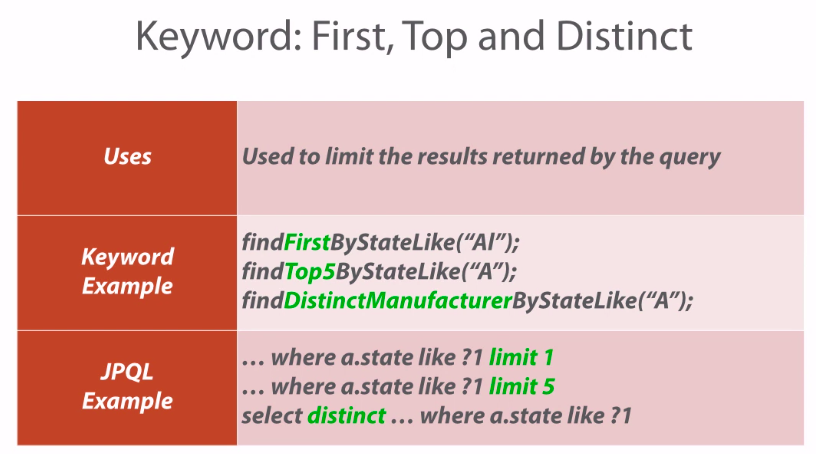 Keyword: First, Top and Distinct
Uses
Used to limit the results returned by the query
Keyword
Example
findFirstByStateLike(“Al”);
findTop5ByStateLike(“A”);
findDistinctManufacturerByStateLike(“A”);
JPQL
Example
… where a.state like ?1 limit 1
… where a.state like ?1 limit 5
select distinct … where a.state like ?1